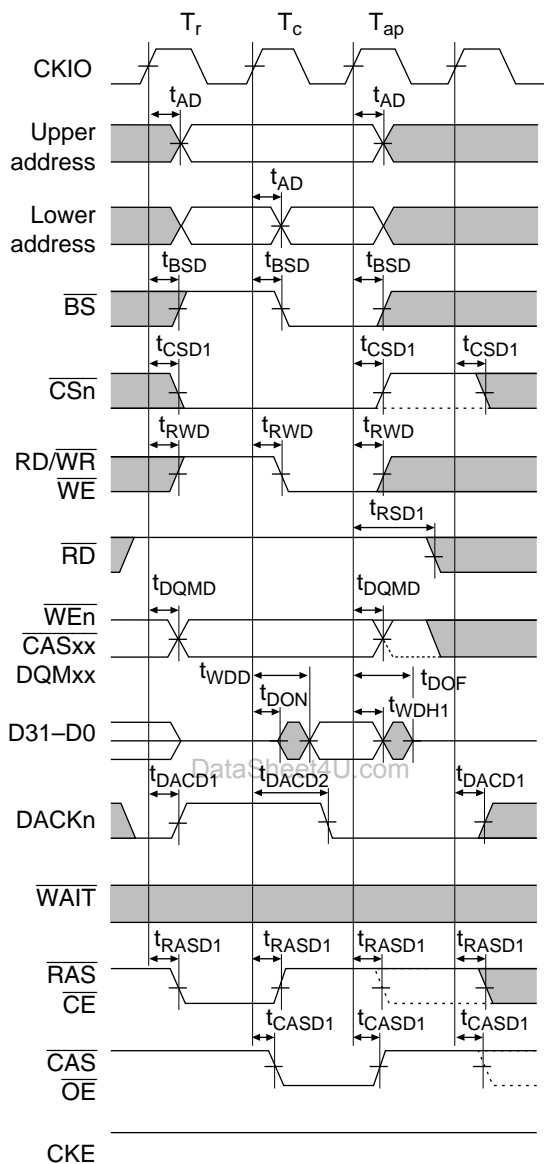 Tr Tc Tap
CKIO
tAD tAD
Upper
address
tAD
Lower
address
tBSD tBSD tBSD
BS
tCSD1 tCSD1 tCSD1
CSn
tRWD tRWD tRWD
RD/WR
WE
tRSD1
RD
tDQMD tDQMD
WEn
CASxx
DQMxx
tWDD tDOF
tDON tWDH1
D31–D0
DataSheet4U.com
tDACD1 tDACD2 tDACD1
DACKn
WAIT
tRASD1 tRASD1 tRASD1 tRASD1
RAS
CE
tCASD1 tCASD1 tCASD1
CAS
OE
CKE